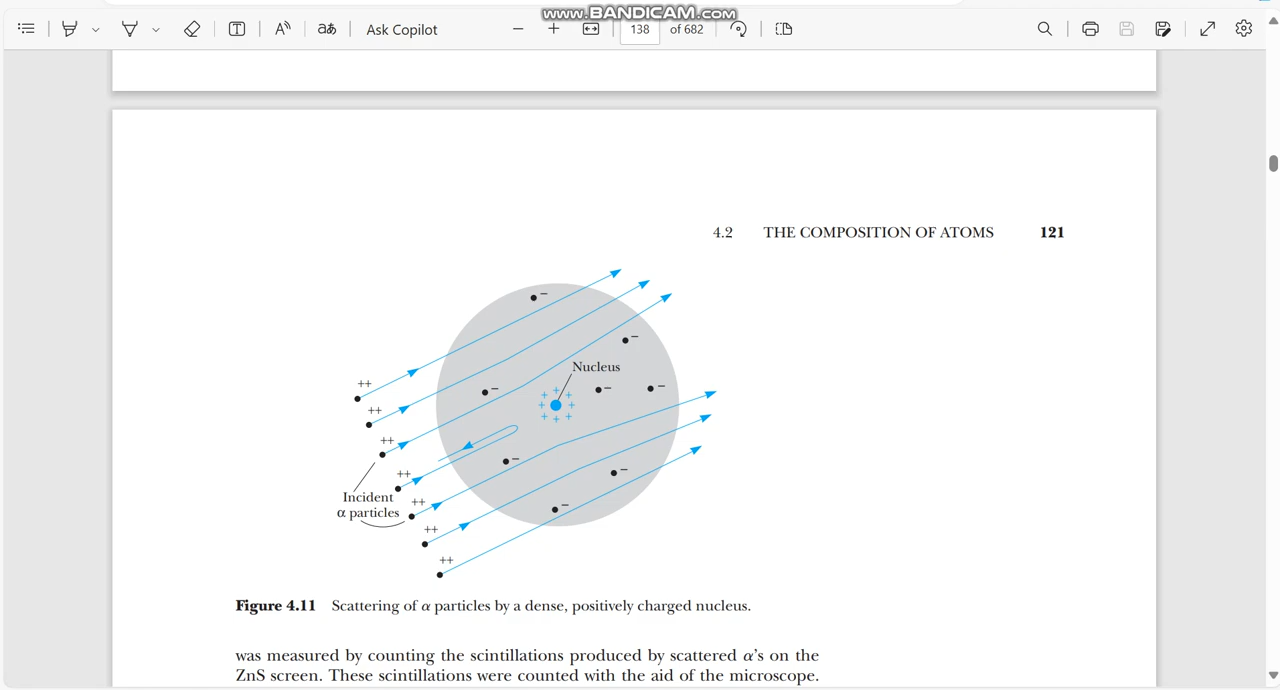 www.BANDICAM.com
Ask Copilot
138 of 682
4.2 THE COMPOSITION OF ATOMS 121
Nucleus
Incident
α particles
Figure 4.11 Scattering of α particles by a dense, positively charged nucleus.
was measured by counting the scintillations produced by scattered α's on the
ZnS screen. These scintillations were counted with the aid of the microscope.